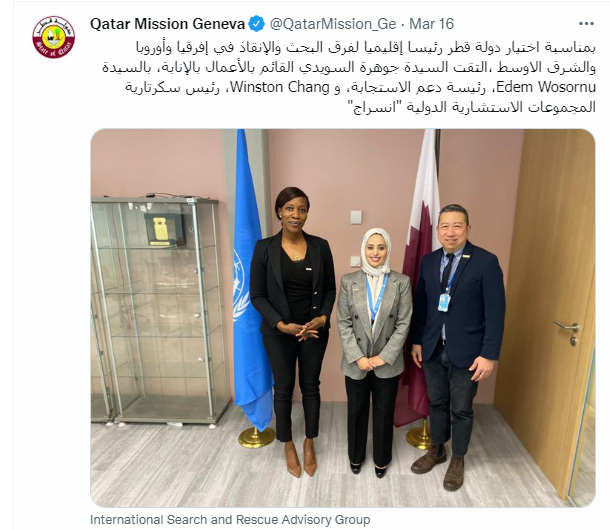 Qatar Mission Geneva @QatarMission_Ge · Mar 16
بمناسبة اختيار دولة قطر رئيسا إقليميا لفرق البحث والإنقاذ في إفرقيا وأوروبا
والشرق الاوسط ،التقت السيدة جوهرة السويدي القائم بالأعمال بالإنابة، بالسيدة
Edem Wosornu، رئيسة دعم الاستجابة، و Winston Chang، رئيس سكرتارية
المجموعات الاستشارية الدولية "انسراج"
International Search and Rescue Advisory Group